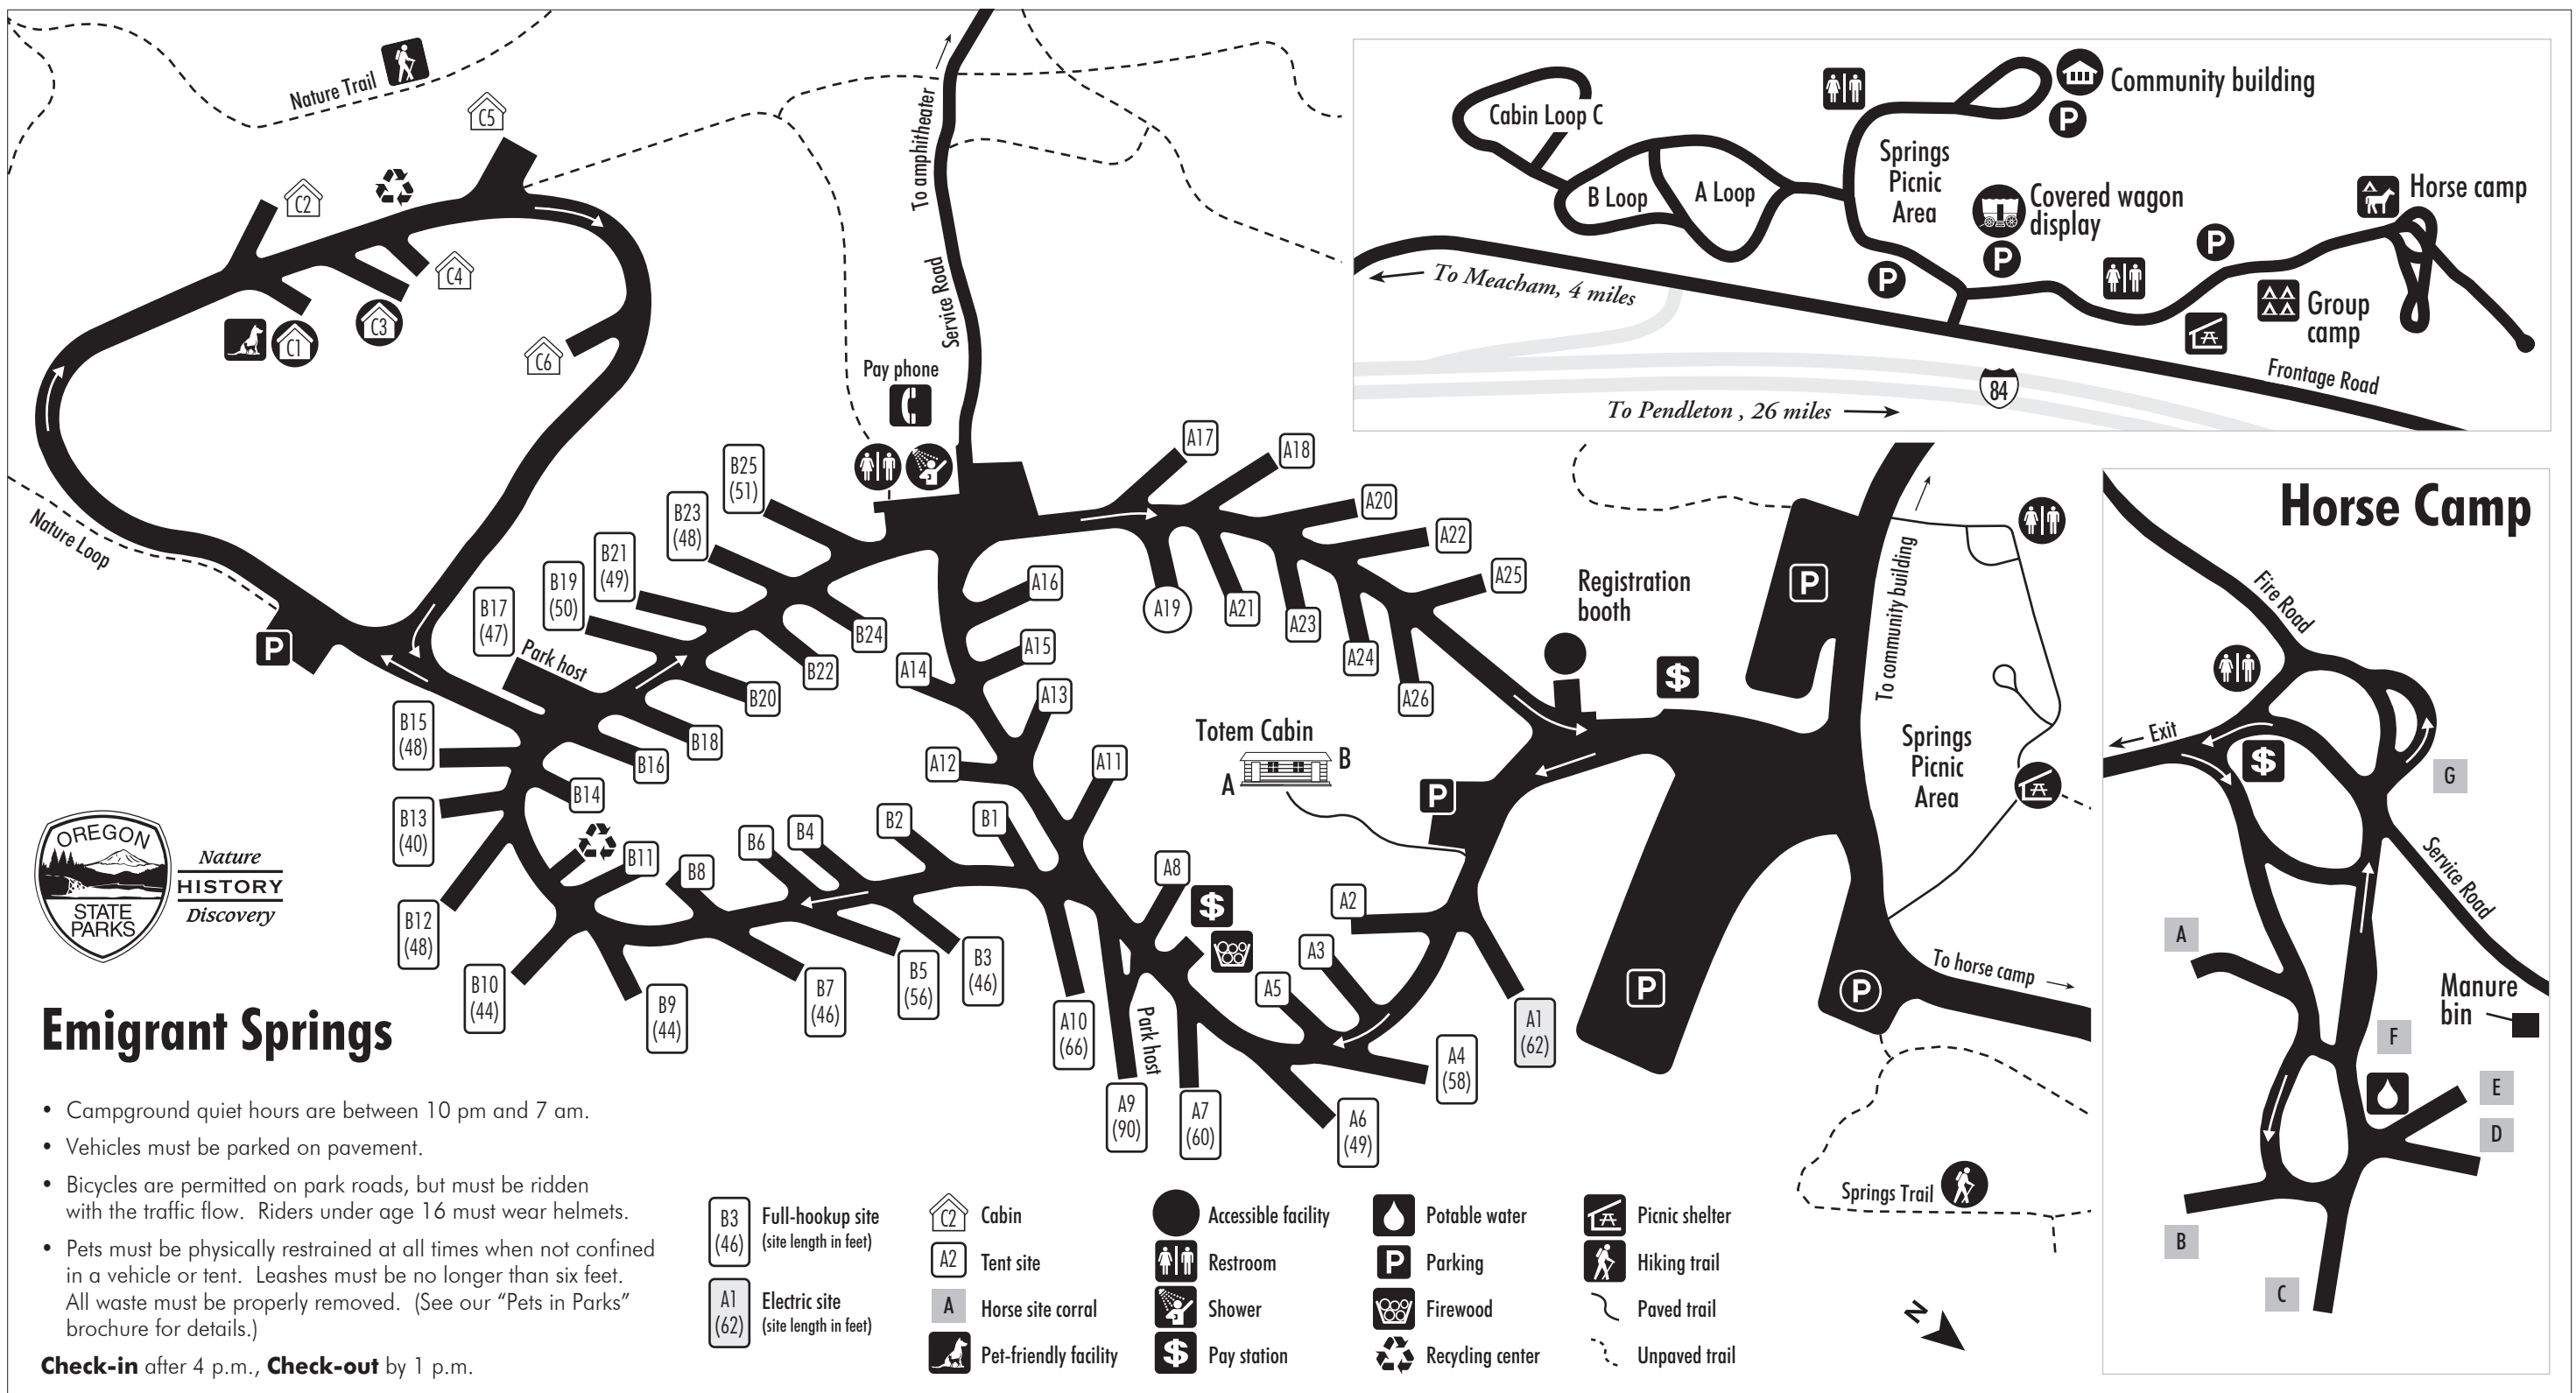 Nature Trail
C5
C2
C4
C1
C3
C6
Nature Loop
P
To amphitheater
Service Road
Pay phone
B25
(51)
B23
(48)
B21
(49)
B19
(50)
B17
(47)
Park host
B24
B22
B20
B18
B16
B15
(48)
B14
B13
(40)
B12
(48)
B11
B10
(44)
B9
(44)
B8
B7
(46)
B6
B4
B5
(56)
B2
B3
(46)
B1
A17
A18
A20
A22
A25
A19
A21
A23
A24
A26
A16
A15
A14
A13
A12
A11
A10
(66)
A9
(90)
Park host
A8
$
A7
(60)
A6
(49)
A5
A3
A4
(58)
A2
A1
(62)
Totem Cabin
A
B
P
Registration
booth
$
P
P
P
To community building
Springs
Picnic
Area
To horse camp
Springs Trail
Cabin Loop C
B Loop
A Loop
Springs
Picnic
Area
Community building
P
Covered wagon
display
P
P
P
Horse camp
Group
camp
To Meacham, 4 miles
To Pendleton , 26 miles
84
Frontage Road
Horse Camp
Fire Road
Exit
$
G
Service Road
A
Manure
bin
F
E
D
B
C
OREGON
STATE
PARKS
Nature
HISTORY
Discovery
Emigrant Springs
• Campground quiet hours are between 10 pm and 7 am.
• Vehicles must be parked on pavement.
• Bicycles are permitted on park roads, but must be ridden
with the traffic flow. Riders under age 16 must wear helmets.
• Pets must be physically restrained at all times when not confined
in a vehicle or tent. Leashes must be no longer than six feet.
All waste must be properly removed. (See our “Pets in Parks”
brochure for details.)
Check-in after 4 p.m., Check-out by 1 p.m.
B3
(46)
Full-hookup site
(site length in feet)
A1
(62)
Electric site
(site length in feet)
C2
Cabin
A2
Tent site
A
Horse site corral
Pet-friendly facility
Accessible facility
Restroom
Shower
$
Pay station
Potable water
P
Parking
Firewood
Recycling center
Picnic shelter
Hiking trail
Paved trail
Unpaved trail
N